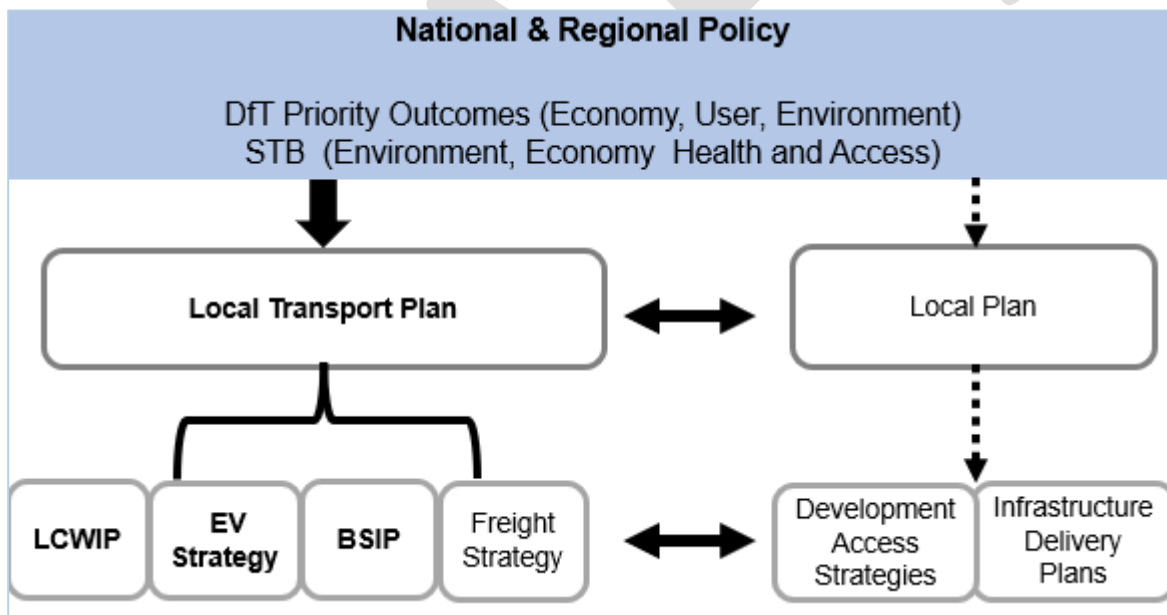 National & Regional Policy
DfT Priority Outcomes (Economy, User, Environment)
STB (Environment, Economy Health and Access)
Local Transport Plan
Local Plan
LCWIP
EV
Strategy
BSIP
Freight
Strategy
Development
Access
Strategies
Infrastructure
Delivery
Plans